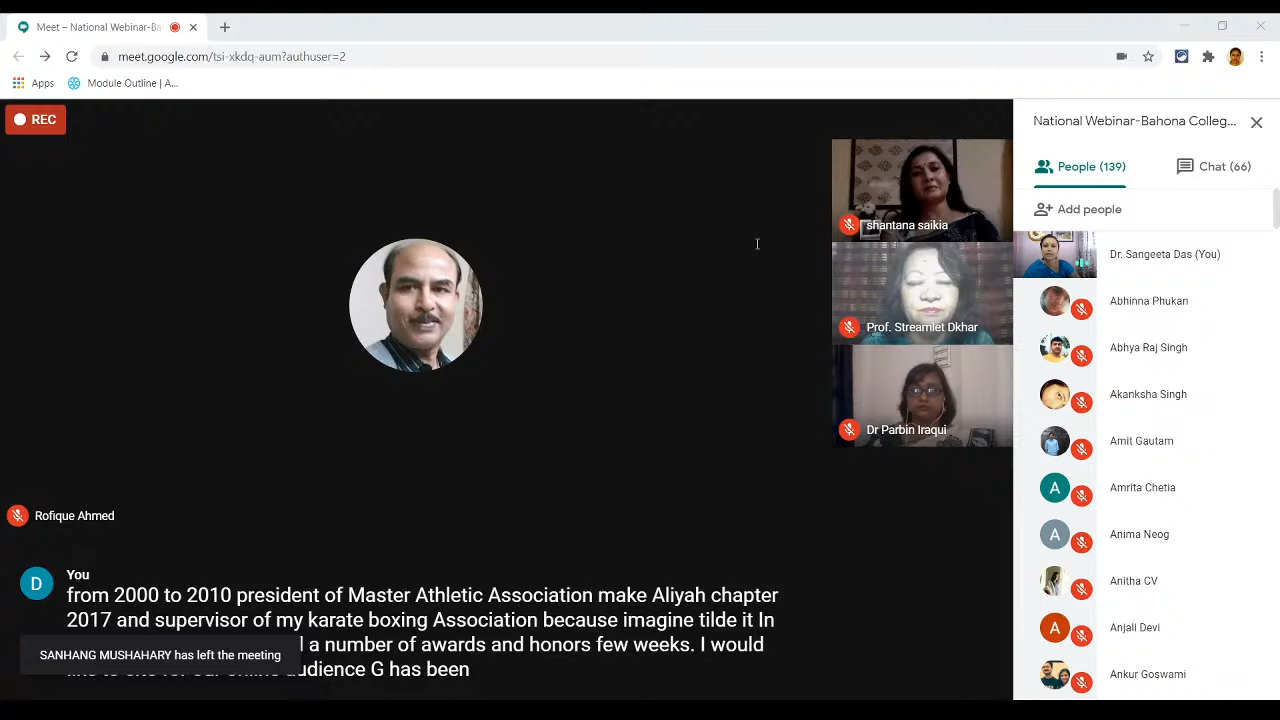 Meet – National Webinar-Ba
meet.google.com/tsi-xkdq-aum?authuser=2
Apps
Module Outline | A...
REC
National Webinar-Bahona Colleg...
People (139)
Chat (66)
Add people
shantana saikia
Prof. Streamlet Dkhar
Dr Parbin Iraqui
Dr. Sangeeta Das (You)
Abhinna Phukan
Abhya Raj Singh
Akanksha Singh
Amit Gautam
A
Amrita Chetia
A
Anima Neog
Anitha CV
A
Anjali Devi
Ankur Goswami
Rofique Ahmed
D
You
from 2000 to 2010 president of Master Athletic Association make Aliyah chapter
2017 and supervisor of my karate boxing Association because imagine tilde it In
a number of awards and honors few weeks. I would
audience G has been
SANHANG MUSHAHARY has left the meeting